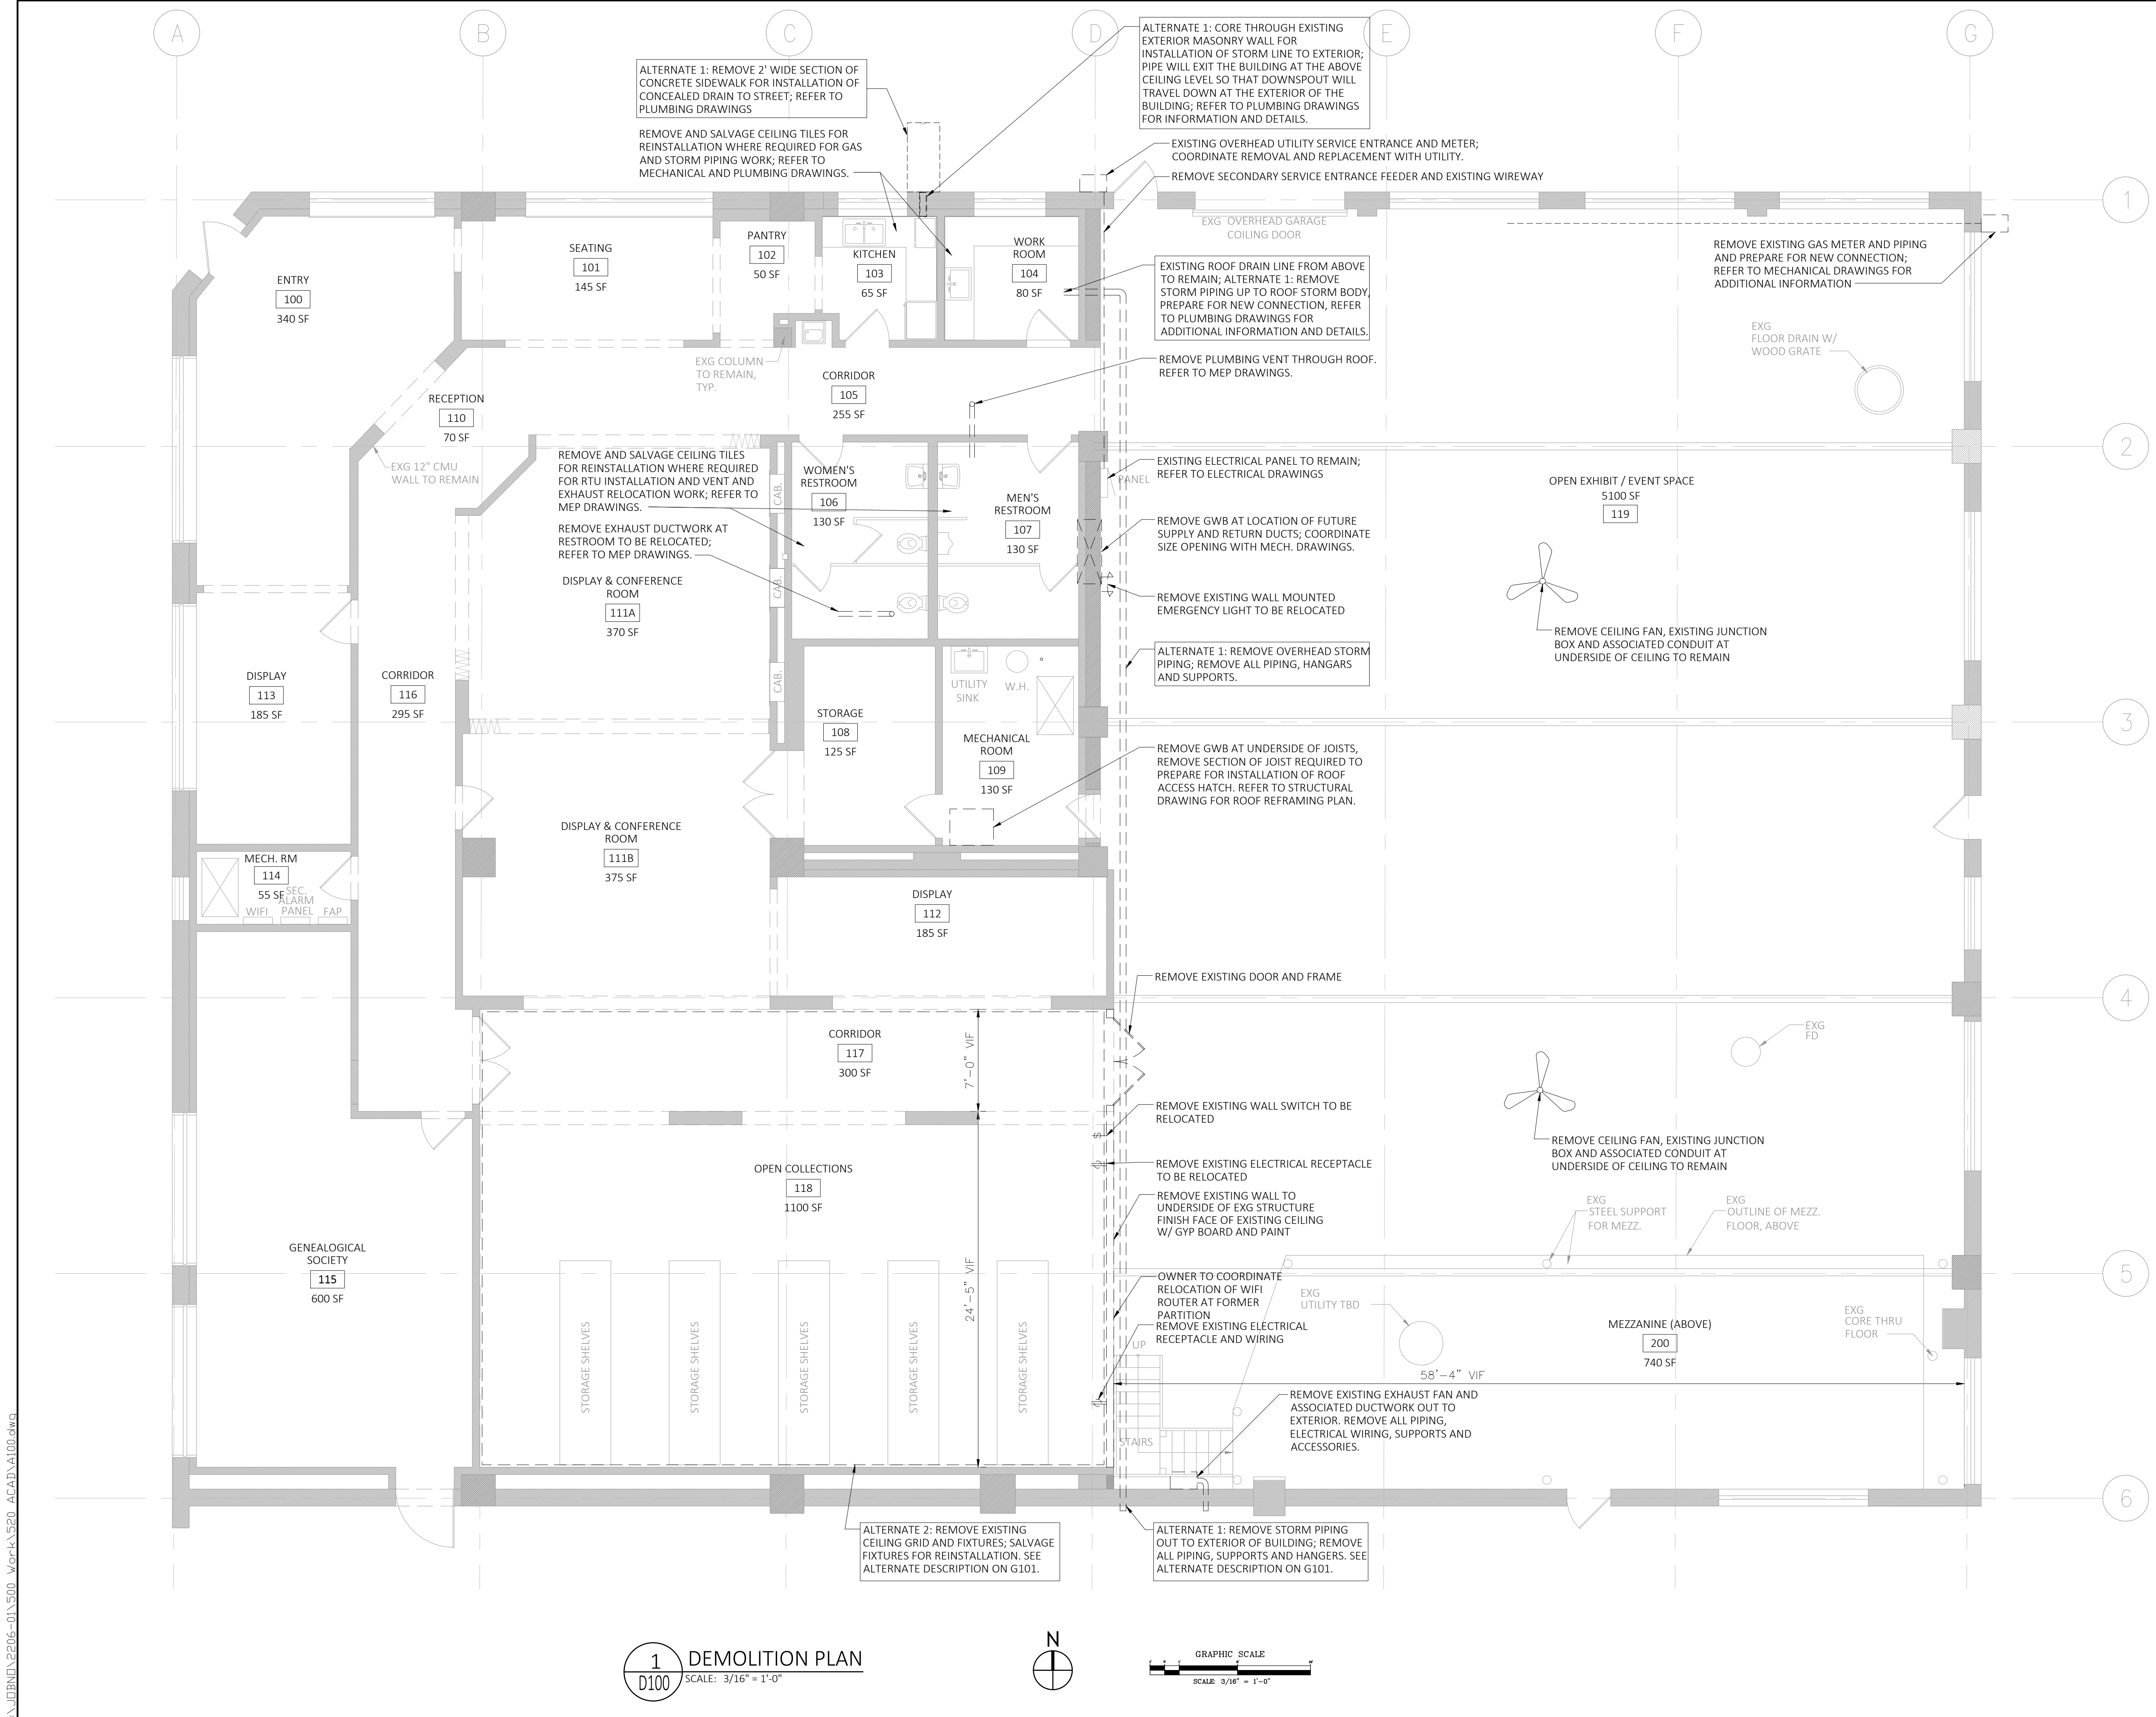 A
B
C
D
E
F
G
ALTERNATE 1: CORE THROUGH EXISTING
EXTERIOR MASONRY WALL FOR
INSTALLATION OF STORM LINE TO EXTERIOR;
PIPE WILL EXIT THE BUILDING AT THE ABOVE
CEILING LEVEL SO THAT DOWNSPOUT WILL
TRAVEL DOWN AT THE EXTERIOR OF THE
BUILDING; REFER TO PLUMBING DRAWINGS
FOR INFORMATION AND DETAILS.
ALTERNATE 1: REMOVE 2' WIDE SECTION OF
CONCRETE SIDEWALK FOR INSTALLATION OF
CONCEALED DRAIN TO STREET; REFER TO
PLUMBING DRAWINGS
REMOVE AND SALVAGE CEILING TILES FOR
REINSTALLATION WHERE REQUIRED FOR GAS
AND STORM PIPING WORK; REFER TO
MECHANICAL AND PLUMBING DRAWINGS.
EXISTING OVERHEAD UTILITY SERVICE ENTRANCE AND METER;
COORDINATE REMOVAL AND REPLACEMENT WITH UTILITY.
REMOVE SECONDARY SERVICE ENTRANCE FEEDER AND EXISTING WIREWAY
1
EXG OVERHEAD GARAGE
COILING DOOR
REMOVE EXISTING GAS METER AND PIPING
AND PREPARE FOR NEW CONNECTION;
REFER TO MECHANICAL DRAWINGS FOR
ADDITIONAL INFORMATION
ENTRY
100
340 SF
SEATING
101
145 SF
PANTRY
102
50 SF
KITCHEN
103
65 SF
WORK
ROOM
104
80 SF
EXISTING ROOF DRAIN LINE FROM ABOVE
TO REMAIN; ALTERNATE 1: REMOVE
STORM PIPING UP TO ROOF STORM BODY,
PREPARE FOR NEW CONNECTION, REFER
TO PLUMBING DRAWINGS FOR
ADDITIONAL INFORMATION AND DETAILS.
EXG
FLOOR DRAIN W/
WOOD GRATE
EXG COLUMN
TO REMAIN,
TYP.
REMOVE PLUMBING VENT THROUGH ROOF.
REFER TO MEP DRAWINGS.
CORRIDOR
105
255 SF
RECEPTION
110
70 SF
EXG 12" CMU
WALL TO REMAIN
2
REMOVE AND SALVAGE CEILING TILES
FOR REINSTALLATION WHERE REQUIRED
FOR RTU INSTALLATION AND VENT AND
EXHAUST RELOCATION WORK; REFER TO
MEP DRAWINGS.
REMOVE EXHAUST DUCTWORK AT
RESTROOM TO BE RELOCATED;
REFER TO MEP DRAWINGS.
CAB.
CAB.
CAB.
WOMEN'S
RESTROOM
106
130 SF
MEN'S
RESTROOM
107
130 SF
EXISTING ELECTRICAL PANEL TO REMAIN;
REFER TO ELECTRICAL DRAWINGS
PANEL
REMOVE GWB AT LOCATION OF FUTURE
SUPPLY AND RETURN DUCTS; COORDINATE
SIZE OPENING WITH MECH. DRAWINGS.
OPEN EXHIBIT / EVENT SPACE
5100 SF
119
DISPLAY & CONFERENCE
ROOM
111A
370 SF
REMOVE EXISTING WALL MOUNTED
EMERGENCY LIGHT TO BE RELOCATED
REMOVE CEILING FAN, EXISTING JUNCTION
BOX AND ASSOCIATED CONDUIT AT
UNDERSIDE OF CEILING TO REMAIN
ALTERNATE 1: REMOVE OVERHEAD STORM
PIPING; REMOVE ALL PIPING, HANGARS
AND SUPPORTS.
DISPLAY
113
185 SF
CORRIDOR
116
295 SF
UTILITY
SINK
W.H.
STORAGE
108
125 SF
3
MECHANICAL
ROOM
109
130 SF
REMOVE GWB AT UNDERSIDE OF JOISTS,
REMOVE SECTION OF JOIST REQUIRED TO
PREPARE FOR INSTALLATION OF ROOF
ACCESS HATCH. REFER TO STRUCTURAL
DRAWING FOR ROOF REFRAMING PLAN.
DISPLAY & CONFERENCE
ROOM
111B
375 SF
MECH. RM
114
55 SF
SEC.
ALARM
PANEL
WIFI
FAP
DISPLAY
112
185 SF
REMOVE EXISTING DOOR AND FRAME
4
CORRIDOR
117
300 SF
7'-0" VIF
EXG
FD
REMOVE EXISTING WALL SWITCH TO BE
RELOCATED
S
REMOVE CEILING FAN, EXISTING JUNCTION
BOX AND ASSOCIATED CONDUIT AT
UNDERSIDE OF CEILING TO REMAIN
OPEN COLLECTIONS
118
1100 SF
REMOVE EXISTING ELECTRICAL RECEPTACLE
TO BE RELOCATED
REMOVE EXISTING WALL TO
UNDERSIDE OF EXG STRUCTURE
FINISH FACE OF EXISTING CEILING
W/ GYP BOARD AND PAINT
EXG
STEEL SUPPORT
FOR MEZZ.
EXG
OUTLINE OF MEZZ.
FLOOR, ABOVE
GENEALOGICAL
SOCIETY
115
600 SF
24'-5" VIF
5
OWNER TO COORDINATE
RELOCATION OF WIFI
ROUTER AT FORMER
PARTITION
REMOVE EXISTING ELECTRICAL
RECEPTACLE AND WIRING
EXG
UTILITY TBD
MEZZANINE (ABOVE)
200
740 SF
EXG
CORE THRU
FLOOR
STORAGE SHELVES
STORAGE SHELVES
STORAGE SHELVES
STORAGE SHELVES
STORAGE SHELVES
UP
58'-4" VIF
REMOVE EXISTING EXHAUST FAN AND
ASSOCIATED DUCTWORK OUT TO
EXTERIOR. REMOVE ALL PIPING,
ELECTRICAL WIRING, SUPPORTS AND
ACCESSORIES.
STAIRS
6
ALTERNATE 2: REMOVE EXISTING
CEILING GRID AND FIXTURES; SALVAGE
FIXTURES FOR REINSTALLATION. SEE
ALTERNATE DESCRIPTION ON G101.
ALTERNATE 1: REMOVE STORM PIPING
OUT TO EXTERIOR OF BUILDING; REMOVE
ALL PIPING, SUPPORTS AND HANGERS. SEE
ALTERNATE DESCRIPTION ON G101.
1
D100
DEMOLITION PLAN
SCALE: 3/16" = 1'-0"
N
GRAPHIC SCALE
SCALE: 3/16" = 1'-0"
\JOBNO\2206-01\500 Work\520 ACAD\A100.dwg